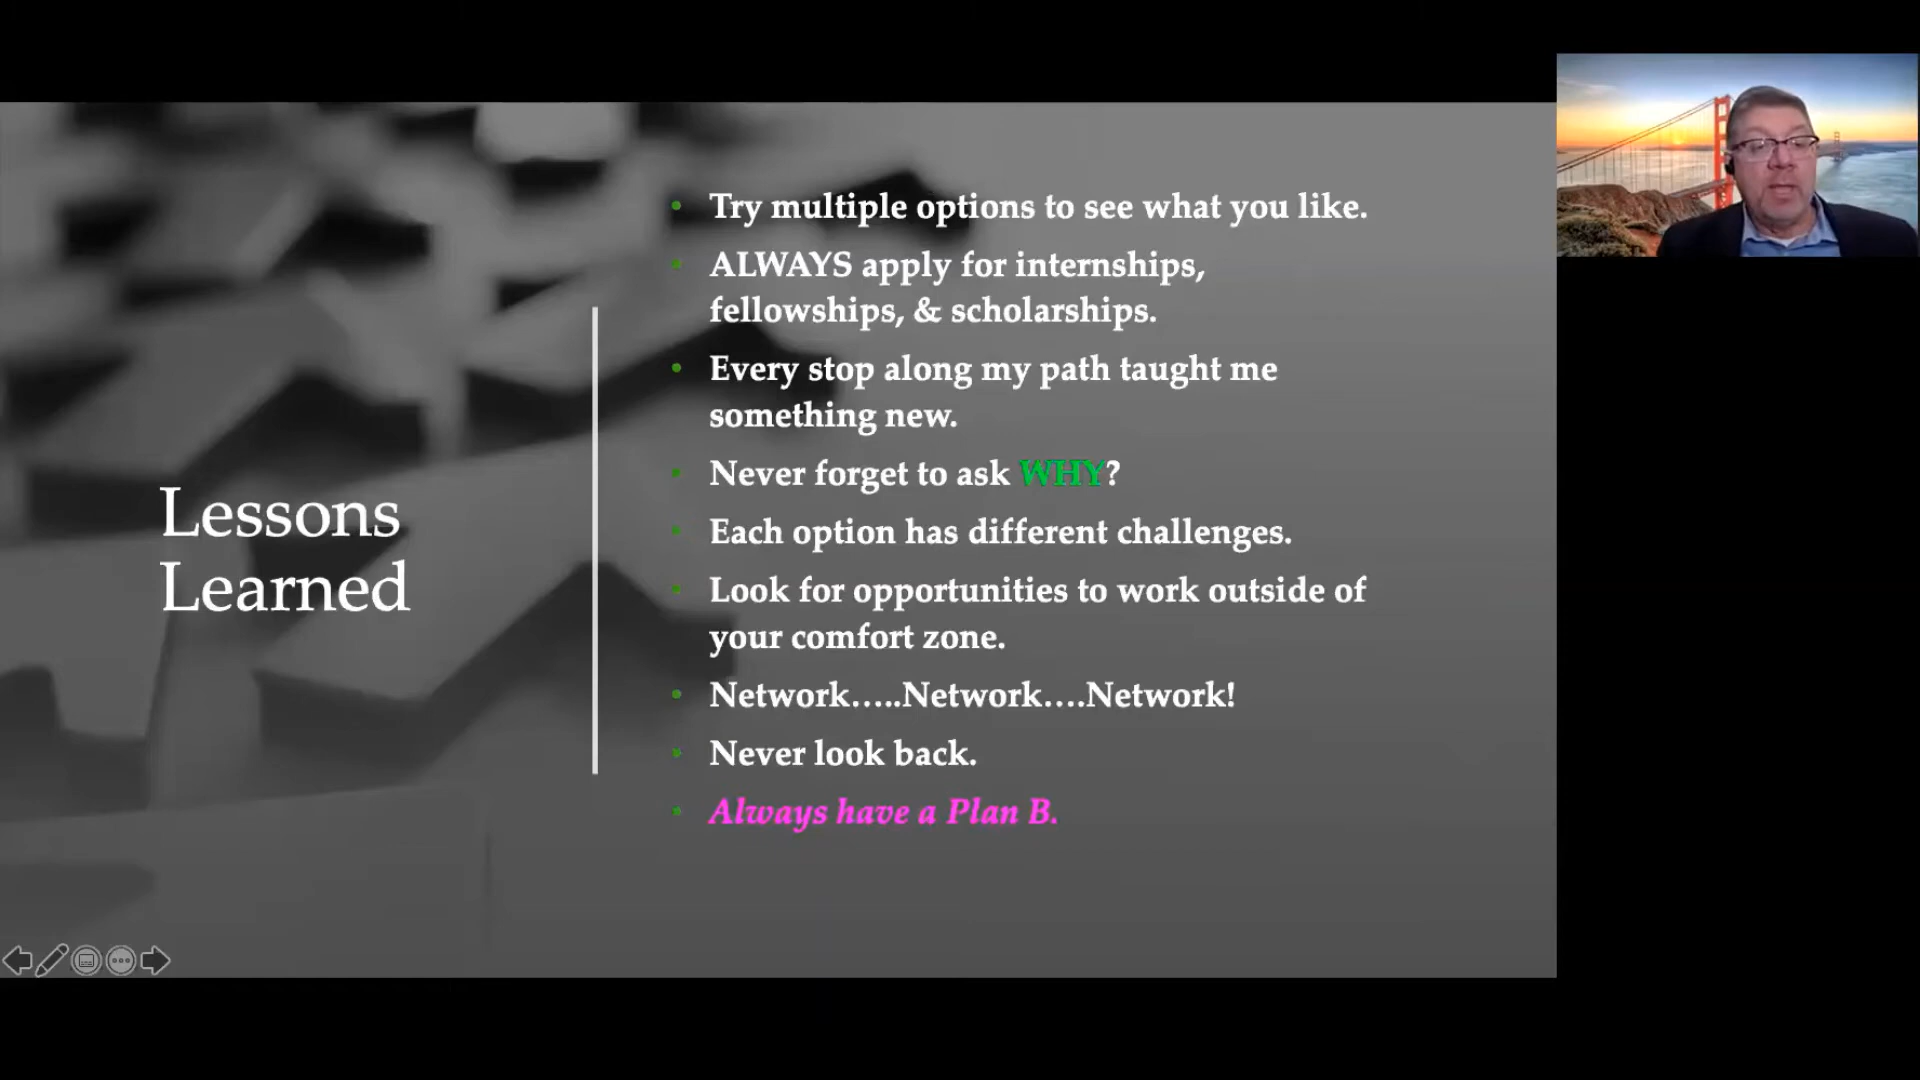 Lessons
Learned
• Try multiple options to see what you like.
• ALWAYS apply for internships,
fellowships, & scholarships.
• Every stop along my path taught me
something new.
• Never forget to ask WHY?
• Each option has different challenges.
• Look for opportunities to work outside of
your comfort zone.
• Network.....Network....Network!
• Never look back.
• Always have a Plan B.